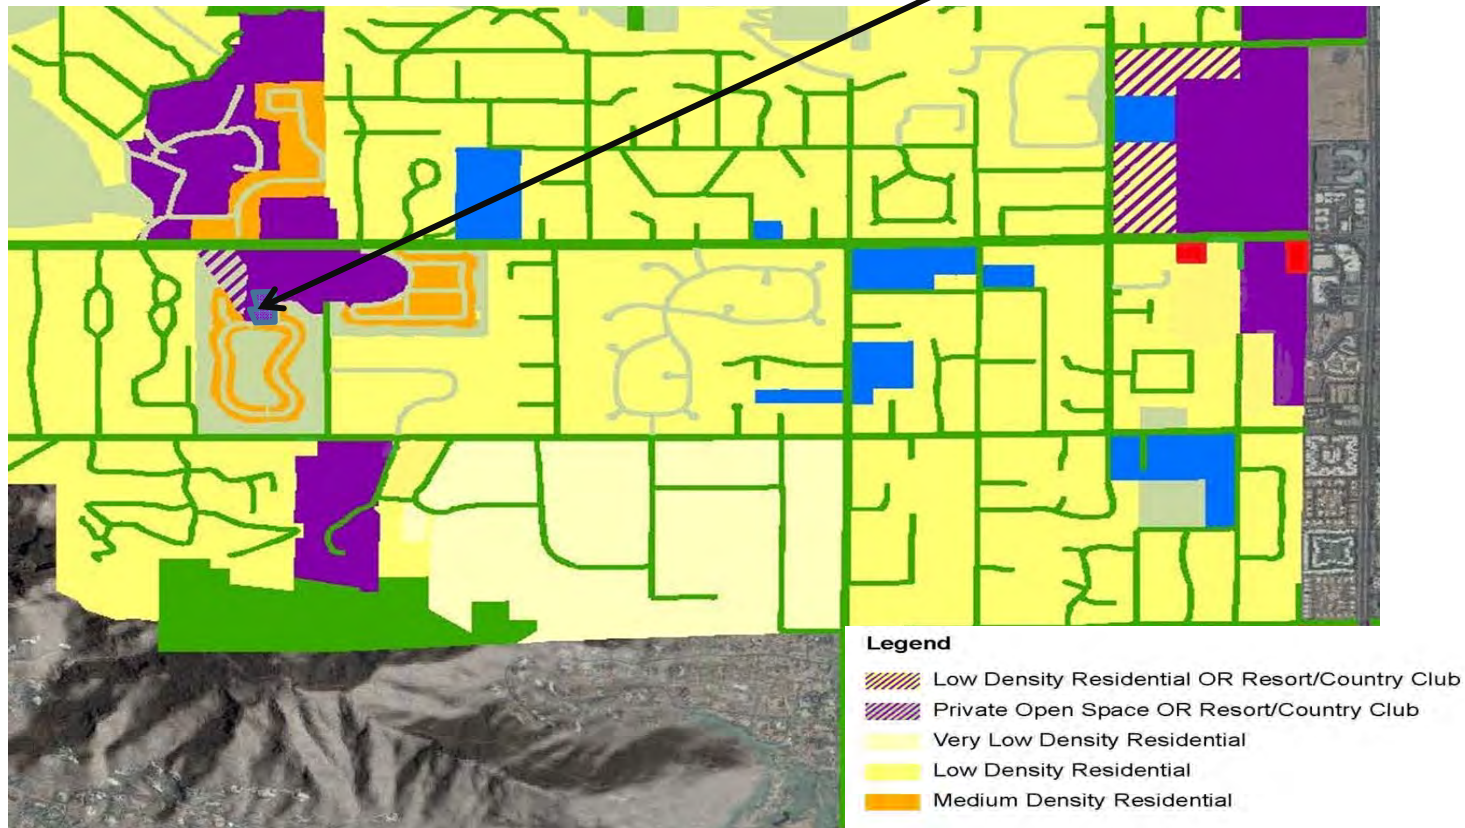 Legend
Low Density Residential OR Resort/Country Club
Private Open Space OR Resort/Country Club
Very Low Density Residential
Low Density Residential
Medium Density Residential